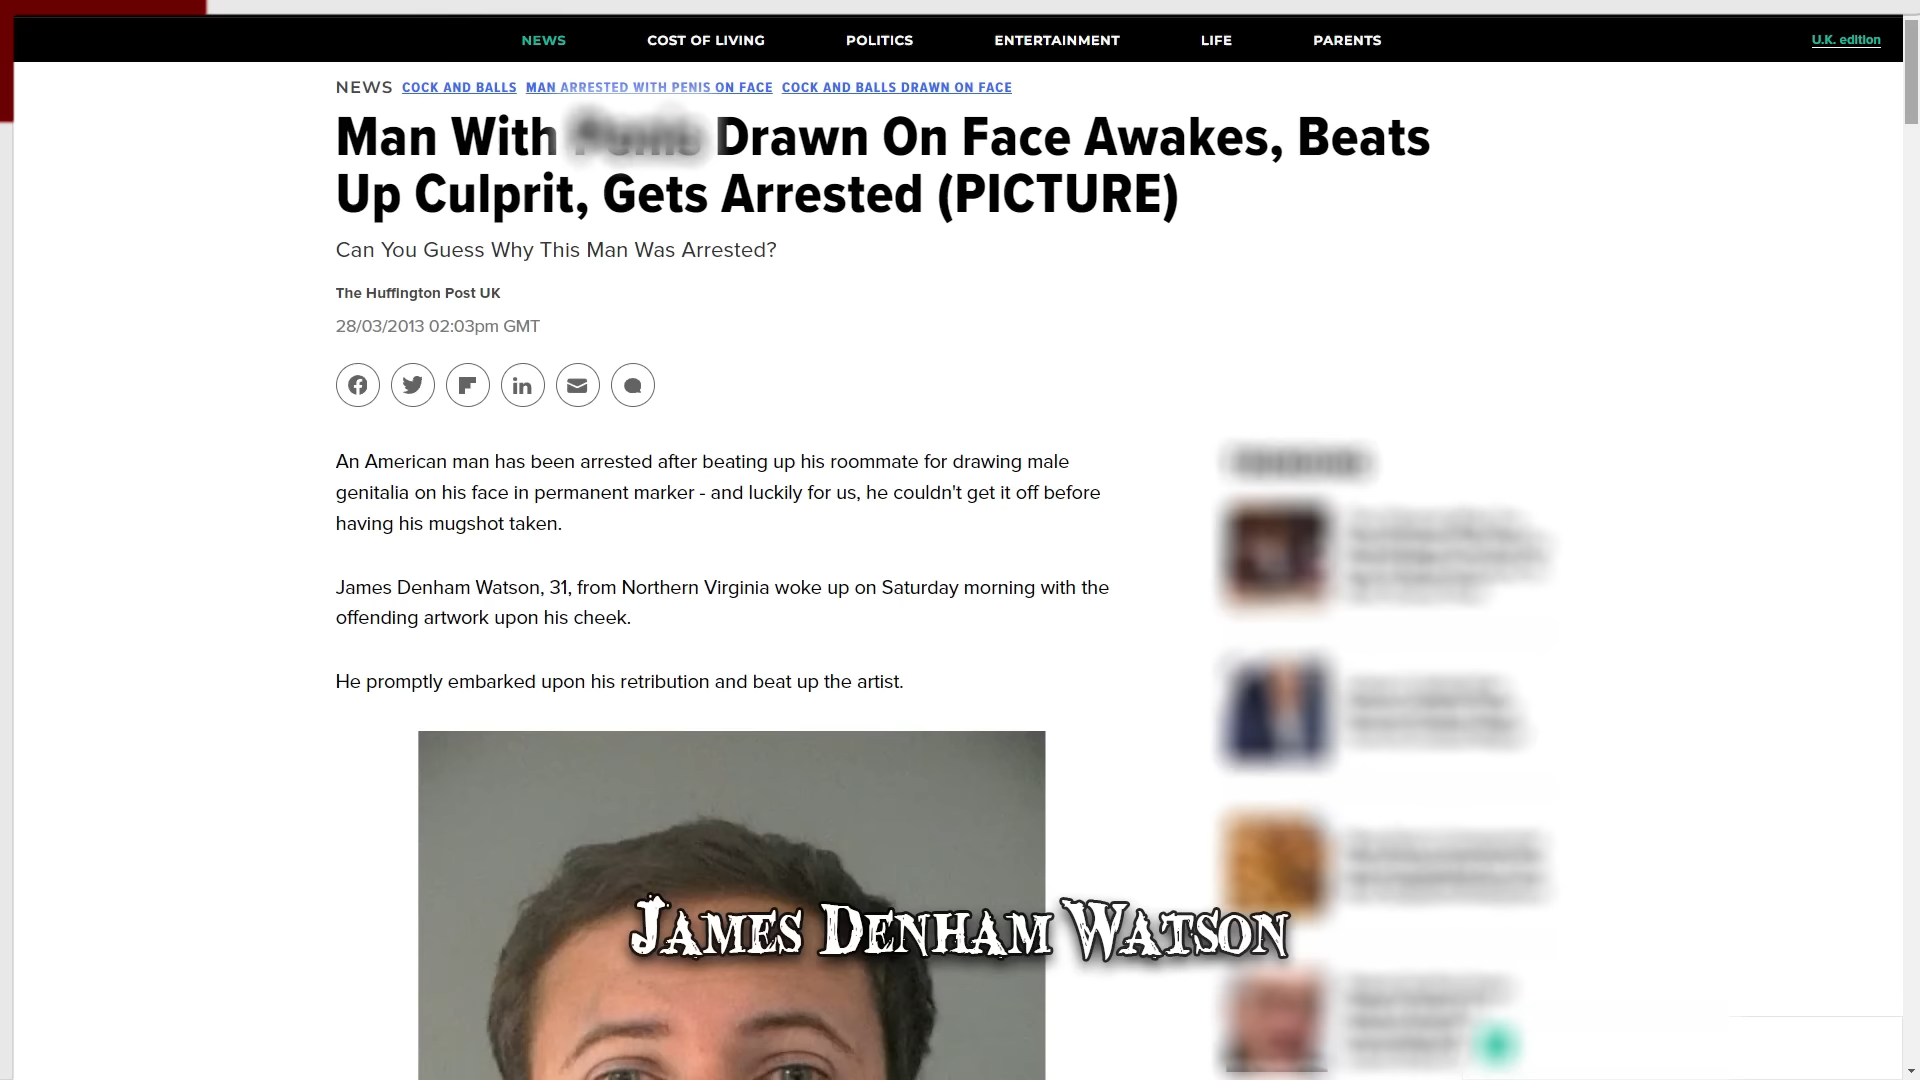 NEWS COST OF LIVING POLITICS ENTERTAINMENT LIFE PARENTS U.K. edition
NEWS COCK AND BALLS MAN ARRESTED WITH PENIS ON FACE COCK AND BALLS DRAWN ON FACE
Man With Drawn On Face Awakes, Beats
Up Culprit, Gets Arrested (PICTURE)
Can You Guess Why This Man Was Arrested?
The Huffington Post UK
28/03/2013 02:03pm GMT
An American man has been arrested after beating up his roommate for drawing male
genitalia on his face in permanent marker - and luckily for us, he couldn't get it off before
having his mugshot taken.
James Denham Watson, 31, from Northern Virginia woke up on Saturday morning with the
offending artwork upon his cheek.
He promptly embarked upon his retribution and beat up the artist.
James Denham Watson